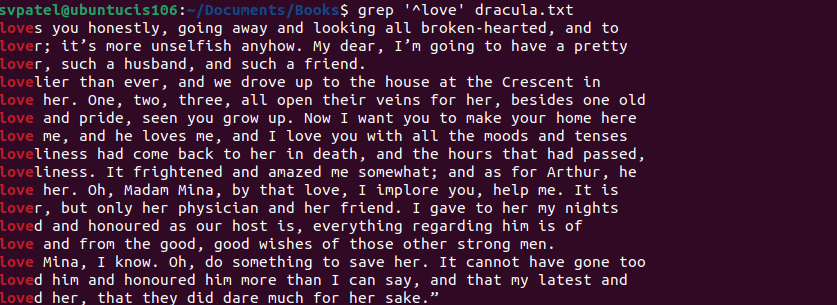 svpatel@ubuntucis106:~/Documents/Books$ grep '^love' dracula.txt
loves you honestly, going away and looking all broken-hearted, and to
lover; it’s more unselfish anyhow. My dear, I’m going to have a pretty
lover, such a husband, and such a friend.
lovelier than ever, and we drove up to the house at the Crescent in
love her. One, two, three, all open their veins for her, besides one old
love and pride, seen you grow up. Now I want you to make your home here
love me, and he loves me, and I love you with all the moods and tenses
loveliness had come back to her in death, and the hours that had passed,
loveliness. It frightened and amazed me somewhat; and as for Arthur, he
love her. Oh, Madam Mina, by that love, I implore you, help me. It is
lover, but only her physician and her friend. I gave to her my nights
loved and honoured as our host is, everything regarding him is of
love and from the good, good wishes of those other strong men.
love Mina, I know. Oh, do something to save her. It cannot have gone too
loved him and honoured him more than I can say, and that my latest and
loved her, that they did dare much for her sake.”